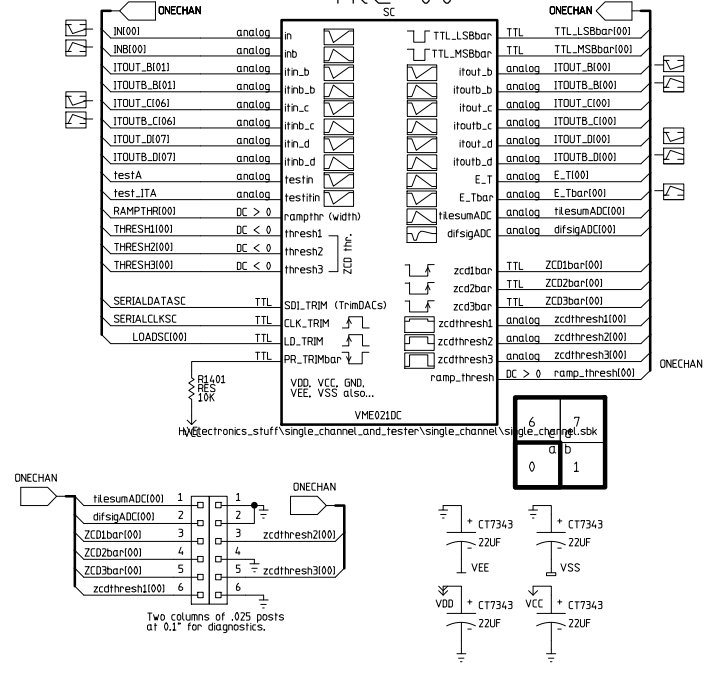 SC
ONECHAN
ONECHAN
IN[00] analog in
INB[00] analog inb
ITOUT_B[01] analog itin_b
ITOUTB_B[01] analog itinb_b
ITOUT_C[06] analog itin_c
ITOUTB_C[06] analog itinb_c
ITOUT_D[07] analog itin_d
ITOUTB_D[07] analog itinb_d
testA analog testin
test_ITA analog testitin
RAMPTHR[00] DC > 0 rampthr (width)
THRESH1[00] DC < 0 thresh1
THRESH2[00] DC < 0 thresh2
THRESH3[00] DC < 0 thresh3
ZCD thr.
SERIALDATASC TTL SDI_TRIM (TrimDACs)
SERIALCLKSC TTL CLK_TRIM
LOADSC[00] TTL LD_TRIM
TTL PR_TRIMbar
TTL_LSBbar TTL TTL_LSBbar[00]
TTL_MSBbar TTL TTL_MSBbar[00]
itout_b analog ITOUT_B[00]
itoutb_b analog ITOUTB_B[00]
itout_c analog ITOUT_C[00]
itoutb_c analog ITOUTB_C[00]
itout_d analog ITOUT_D[00]
itoutb_d analog ITOUTB_D[00]
E_T analog E_T[00]
E_Tbar analog E_Tbar[00]
tilesumADC analog tilesumADC[00]
difsigADC analog difsigADC[00]
zcd1bar TTL ZCD1bar[00]
zcd2bar TTL ZCD2bar[00]
zcd3bar TTL ZCD3bar[00]
zcdthresh1 analog zcdthresh1[00]
zcdthresh2 analog zcdthresh2[00]
zcdthresh3 analog zcdthresh3[00]
ramp_thresh DC > 0 ramp_thresh[00]
ONECHAN
R1401
RES
10K
VCC
VDD, VCC, GND,
VEE, VSS also...
VME021DC
H:\Electronics_stuff\single_channel_and_tester\single_channel\single_channel.sbk
6 7
c d
a b
0 1
ONECHAN
ONECHAN
tilesumADC[00] 1 1
difsigADC[00] 2 2
ZCD1bar[00] 3 3 zcdthresh2[00]
ZCD2bar[00] 4 4
ZCD3bar[00] 5 5 zcdthresh3[00]
zcdthresh1[00] 6 6
Two columns of .025 posts
at 0.1" for diagnostics.
+ CT7343
22UF
VEE
+ CT7343
22UF
VSS
VDD
+ CT7343
22UF
VCC
+ CT7343
22UF